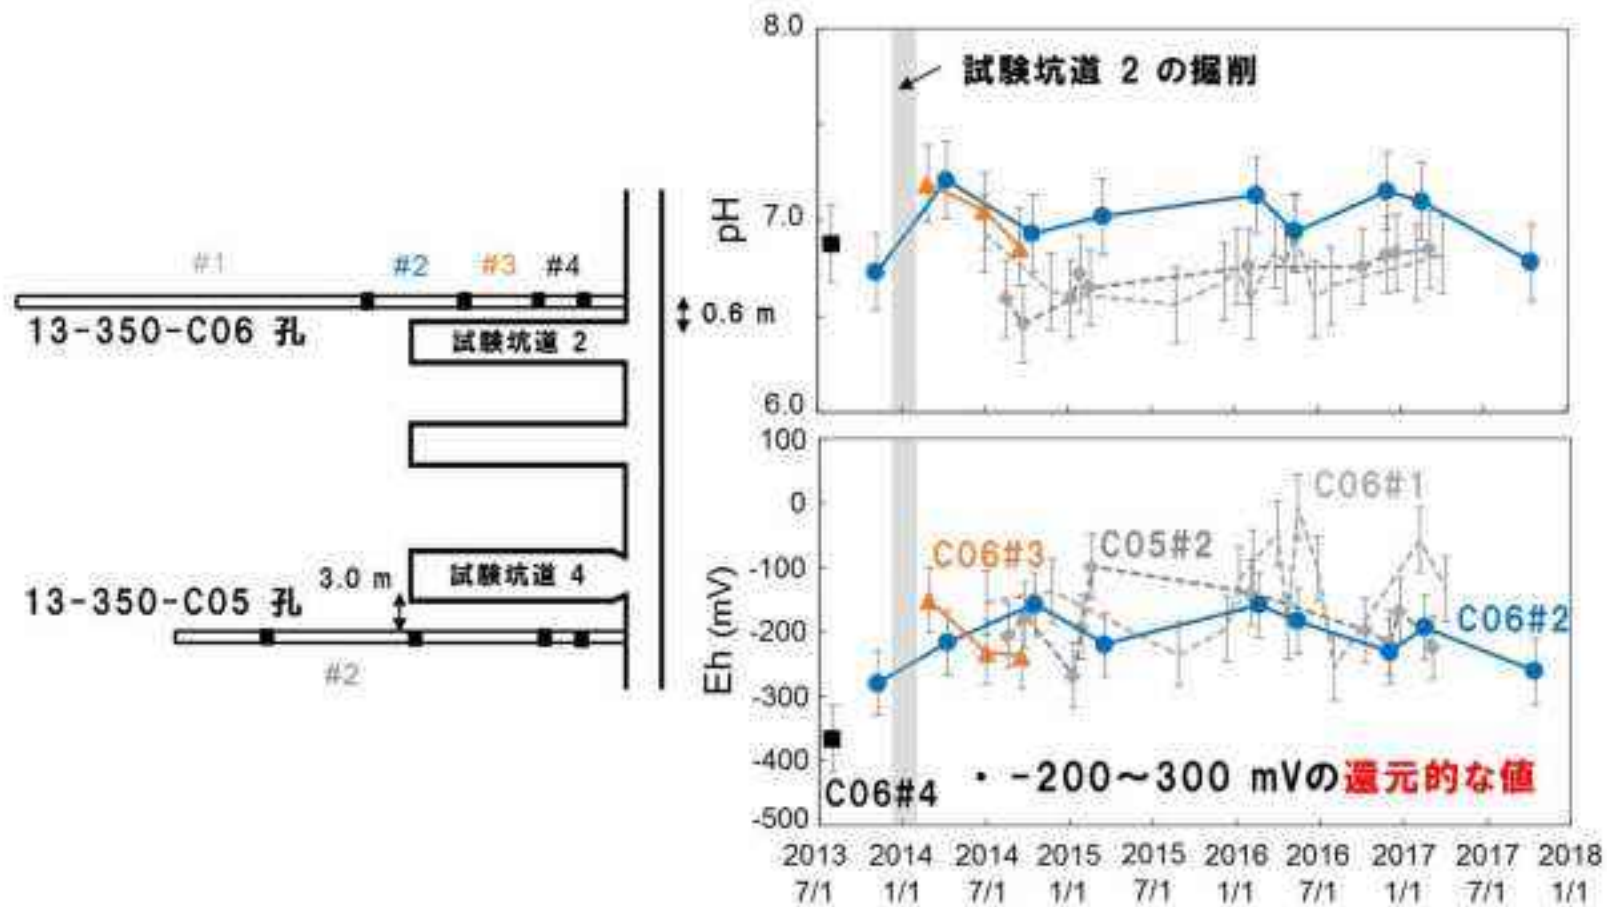 #1 #2 #3 #4
13-350-C06 孔
試験坑道 2
0.6 m
試験坑道 4
3.0 m
13-350-C05 孔
#2
8.0
試験坑道 2 の掘削
7.0
pH
6.0
100
0
-100
-200
-300
-400
-500
Eh (mV)
C06#1
C06#3
C05#2
C06#2
C06#4
・ -200～300 mVの還元的な値
2013 2014 2014 2015 2015 2016 2016 2017 2017 2018
7/1 1/1 7/1 1/1 7/1 1/1 7/1 1/1 7/1 1/1